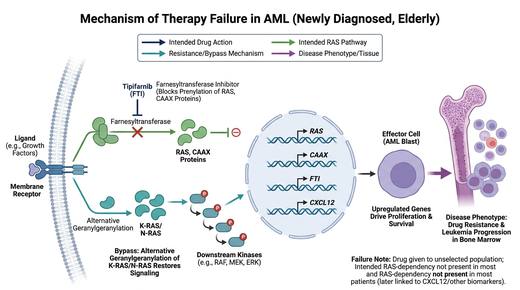 Mechanism of Therapy Failure in AML (Newly Diagnosed, Elderly)
Intended Drug Action
Intended RAS Pathway
Resistance/Bypass Mechanism
Disease Phenotype/Tissue
Tipifarnib
(FTI)
Farnesyltransferase Inhibitor
(Blocks Prenylation of RAS,
CAAX Proteins)
Farnesyltransferase
Ligand
(e.g., Growth
Factors)
RAS, CAAX
Proteins
Membrane
Receptor
Alternative
Geranylgeranylation
K-RAS/
N-RAS
Bypass: Alternative
Geranylgeranylation of
K-RAS/N-RAS Restores
Signaling
P
P
P
P
Downstream Kinases
(e.g., RAF, MEK, ERK)
RAS
CAAX
FTI
CXCL12
Effector Cell
(AML Blast)
Upregulated Genes
Drive Proliferation &
Survival
Disease Phenotype:
Drug Resistance &
Leukemia Progression
in Bone Marrow
Failure Note: Drug given to unselected population;
Intended RAS-dependency not present in most
and RAS-dependency not present in most
patients (later linked to CXCL12/other biomarkers).